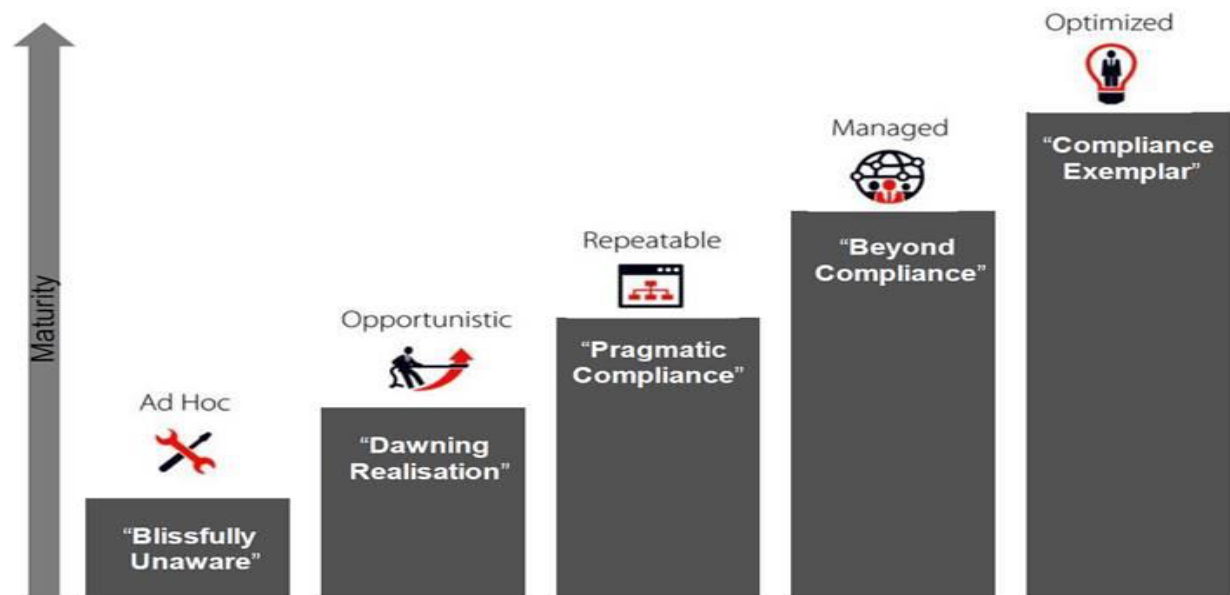 Maturity
Ad Hoc
“Blissfully
Unaware”
Opportunistic
“Dawning
Realisation”
Repeatable
“Pragmatic
Compliance”
Managed
“Beyond
Compliance”
Optimized
“Compliance
Exemplar”